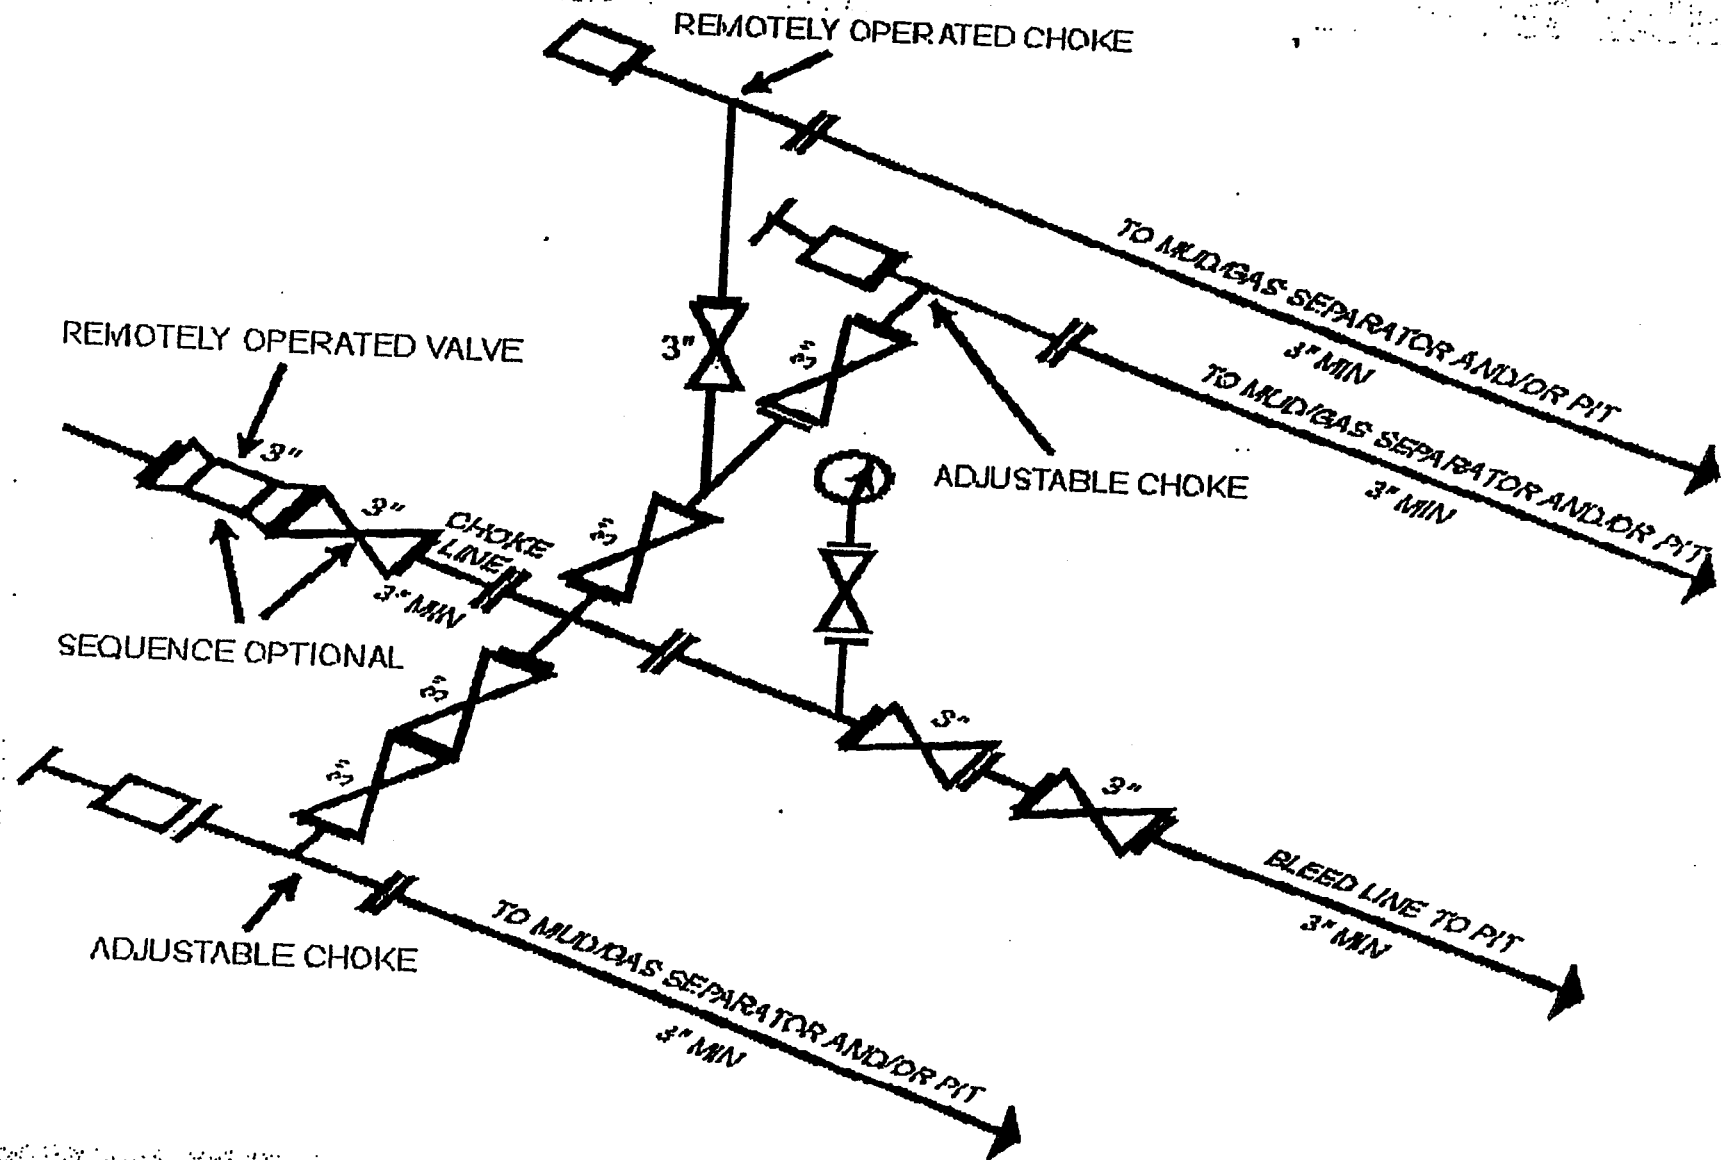 REMOTELY OPERATED CHOKE
TO MUD/GAS SEPARATOR AND/OR PIT
3" MIN
3"
3"
TO MUD/GAS SEPARATOR AND/OR PIT
3" MIN
REMOTELY OPERATED VALVE
3"
3"
CHOKE
LINE
3" MIN
ADJUSTABLE CHOKE
3"
SEQUENCE OPTIONAL
3"
3"
3"
3"
BLEED LINE TO PIT
3" MIN
ADJUSTABLE CHOKE
TO MUD/GAS SEPARATOR AND/OR PIT
3" MIN